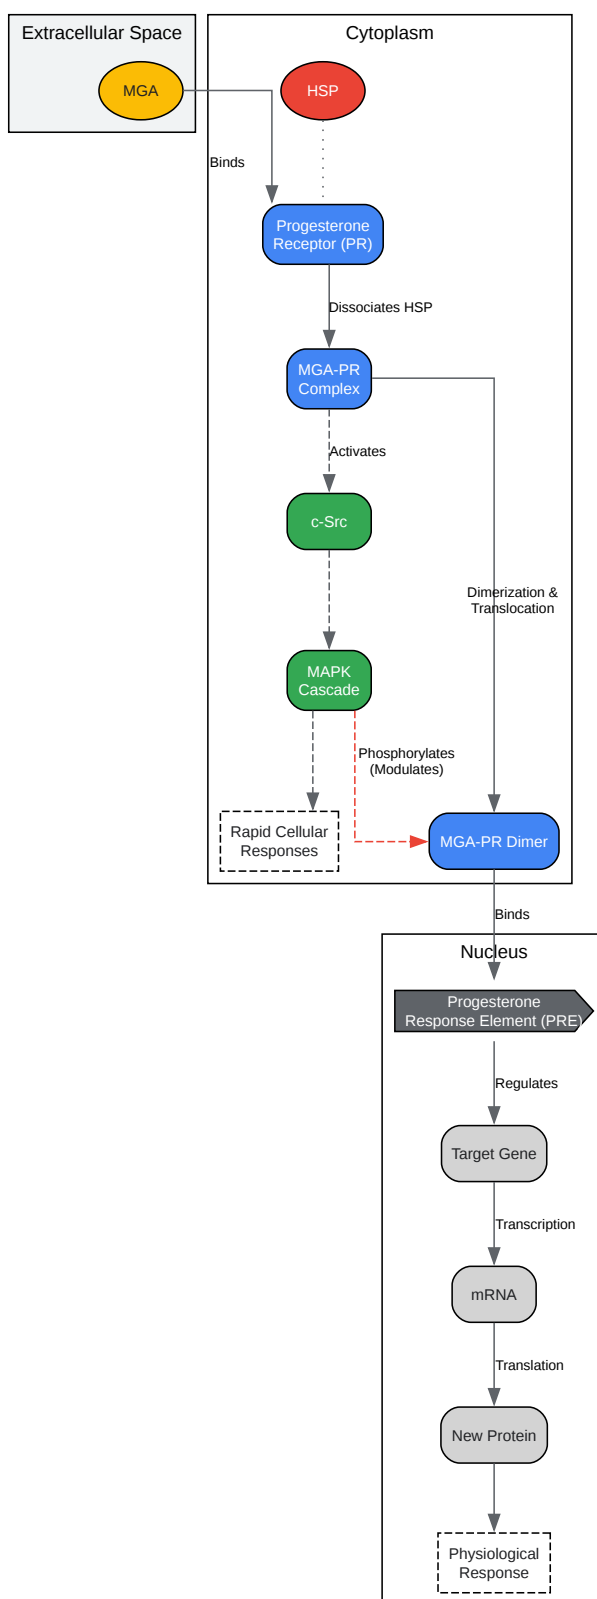 Extracellular Space
Cytoplasm
MGA
HSP
Binds
Progesterone
Receptor (PR)
Dissociates HSP
MGA-PR
Complex
Activates
c-Src
Dimerization &
Translocation
MAPK
Cascade
Phosphorylates
(Modulates)
Rapid Cellular
Responses
MGA-PR Dimer
Binds
Nucleus
Progesterone
Response Element (PRE)
Regulates
Target Gene
Transcription
mRNA
Translation
New Protein
Physiological
Response